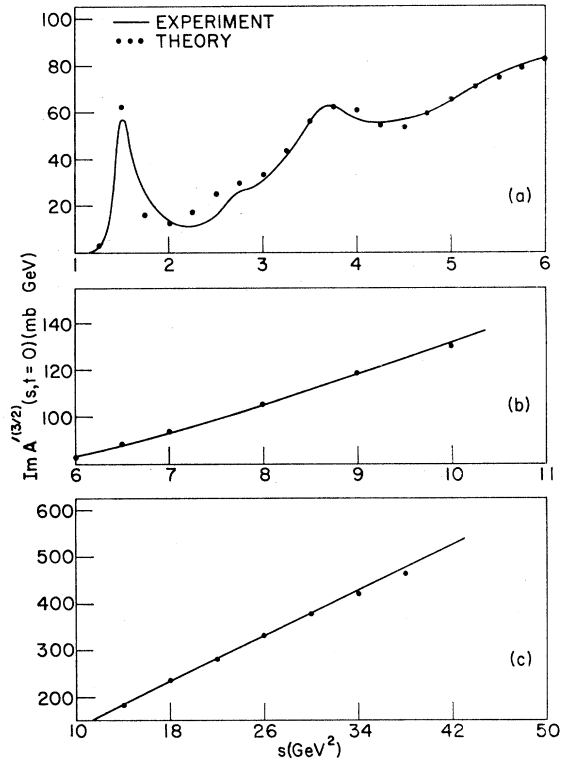 100
80
60
40
20
— EXPERIMENT
••• THEORY
(a)
1 2 3 4 5 6
Im A′(3/2) (s,t = 0) (mb GeV)
140
120
100
(b)
6 7 8 9 10 11
600
500
400
300
200
(c)
10 18 26 34 42 50
s(GeV²)